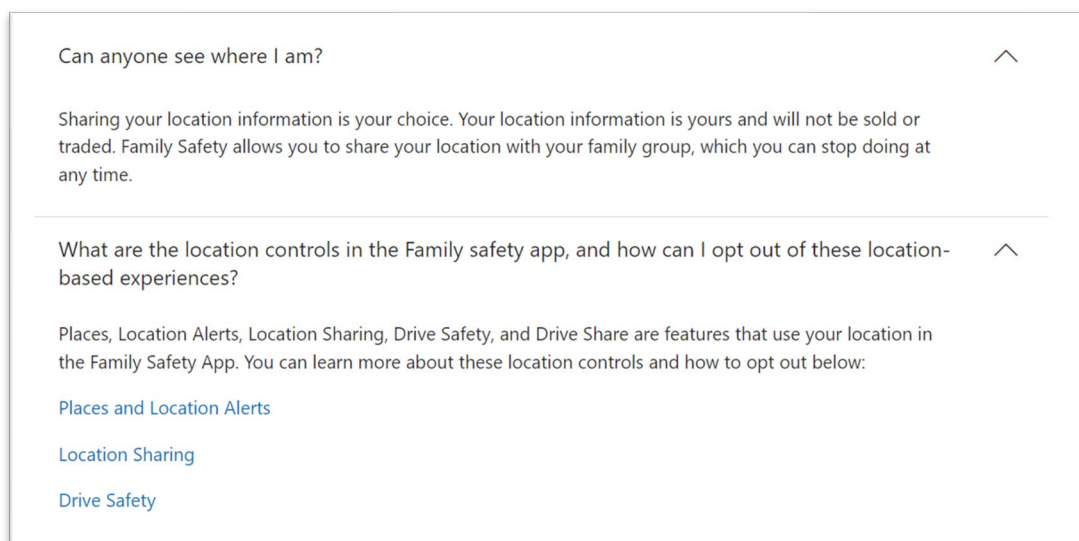 Can anyone see where I am?
Sharing your location information is your choice. Your location information is yours and will not be sold or
traded. Family Safety allows you to share your location with your family group, which you can stop doing at
any time.
What are the location controls in the Family safety app, and how can I opt out of these location-
based experiences?
Places, Location Alerts, Location Sharing, Drive Safety, and Drive Share are features that use your location in
the Family Safety App. You can learn more about these location controls and how to opt out below:
Places and Location Alerts
Location Sharing
Drive Safety